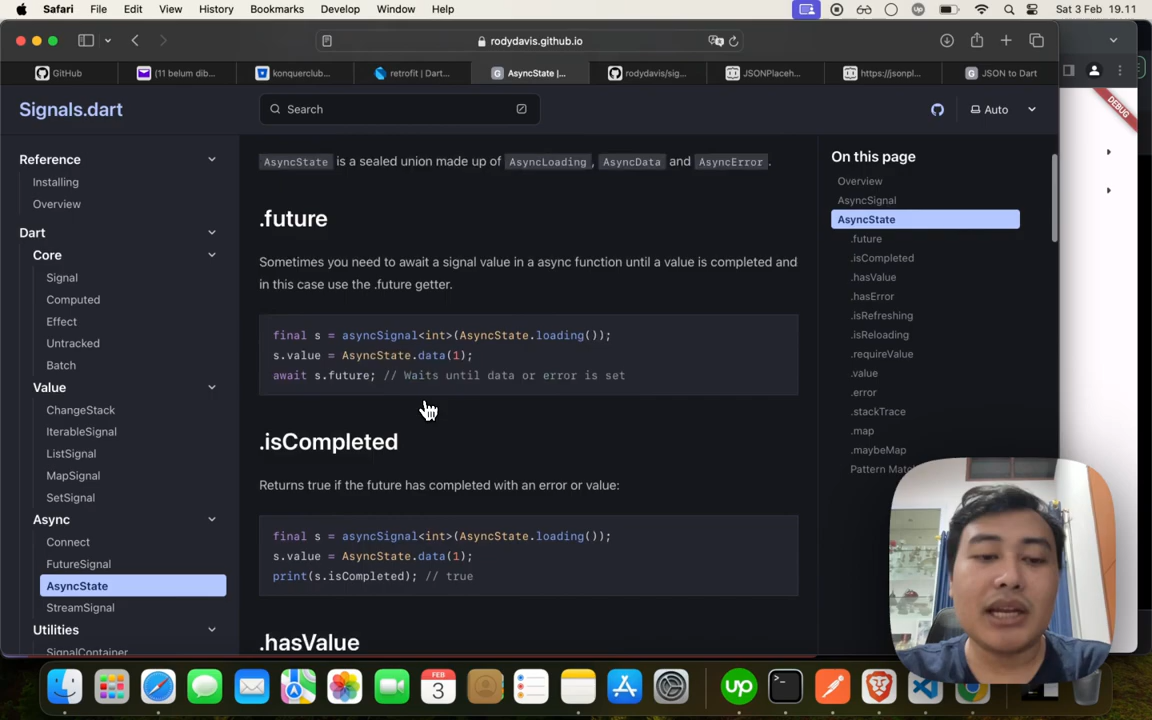 Safari File Edit View History Bookmarks Develop Window Help Sat 3 Feb 19.11
rodydavis.github.io
GitHub (11 belum dib... konquerclub... retrofit | Dart... AsyncState |... rodydavis/sig... JSONPlaceh... https://jsonpl... JSON to Dart
Signals.dart
Search
Auto
DEBUG
Reference
Installing
Overview
Dart
Core
Signal
Computed
Effect
Untracked
Batch
Value
ChangeStack
IterableSignal
ListSignal
MapSignal
SetSignal
Async
Connect
FutureSignal
AsyncState
StreamSignal
Utilities
SignalContainer
AsyncState is a sealed union made up of AsyncLoading, AsyncData and AsyncError.
.future
Sometimes you need to await a signal value in a async function until a value is completed and
in this case use the .future getter.
final s = asyncSignal<int>(AsyncState.loading());
s.value = AsyncState.data(1);
await s.future; // Waits until data or error is set
.isCompleted
Returns true if the future has completed with an error or value:
final s = asyncSignal<int>(AsyncState.loading());
s.value = AsyncState.data(1);
print(s.isCompleted); // true
.hasValue
On this page
Overview
AsyncSignal
AsyncState
.future
.isCompleted
.hasValue
.hasError
.isRefreshing
.isReloading
.requireValue
.value
.error
.stackTrace
.map
.maybeMap
Pattern Matc
FEB
3
up